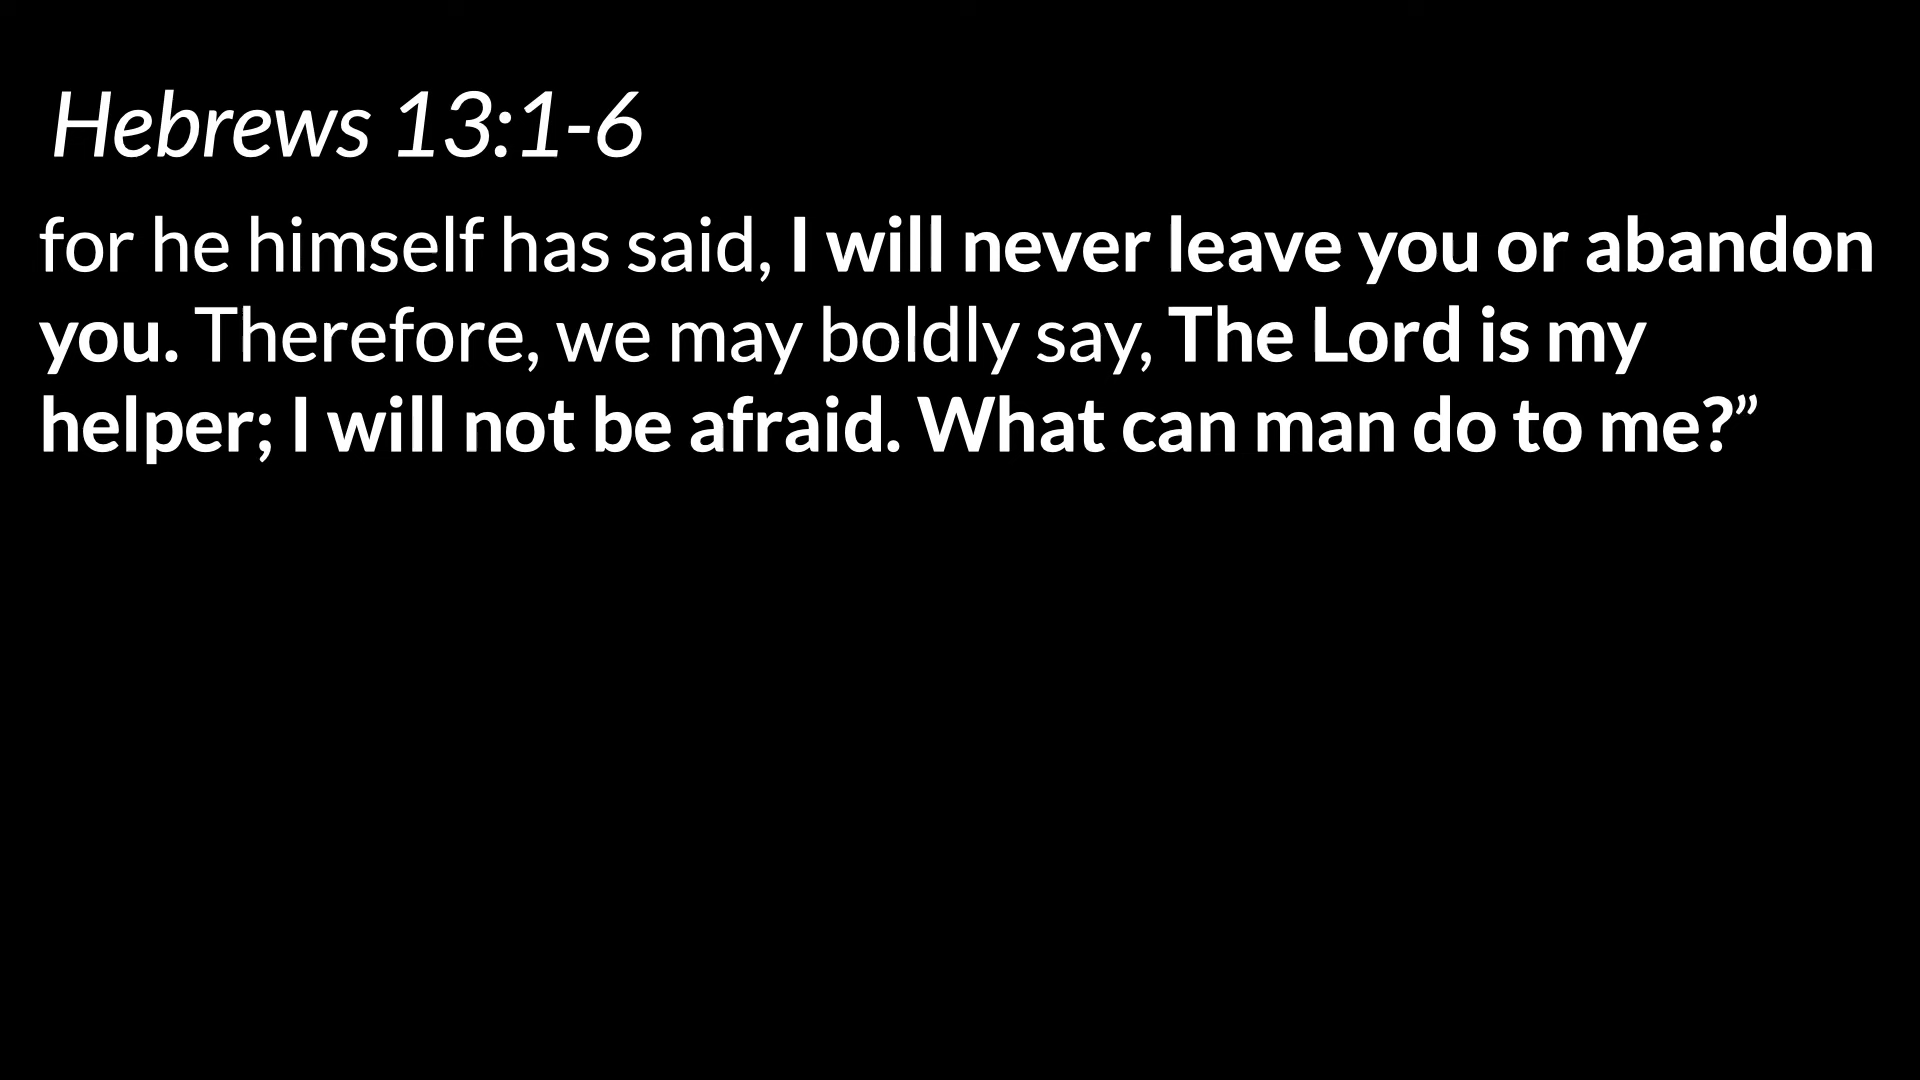 Hebrews 13:1-6
for he himself has said, I will never leave you or abandon
you. Therefore, we may boldly say, The Lord is my
helper; I will not be afraid. What can man do to me?”